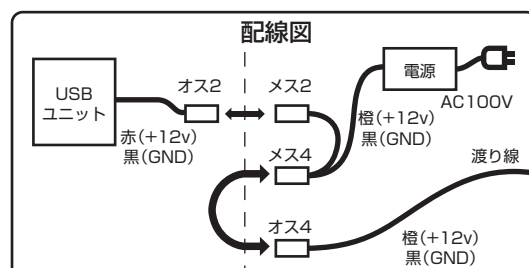 配線図
USB
ユニット
オス2
メス2
電源
AC100V
赤(+12v)
黒(GND)
橙(+12v)
黒(GND)
メス4
渡り線
オス4
橙(+12v)
黒(GND)